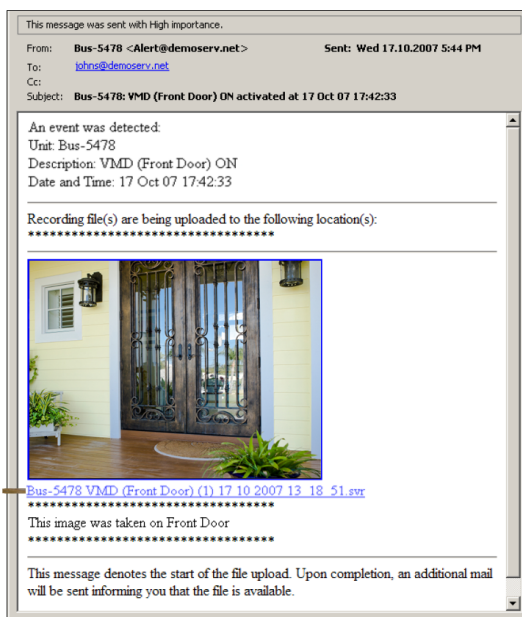 This message was sent with High importance.
From: Bus-5478 <Alert@demoserv.net> Sent: Wed 17.10.2007 5:44 PM
To: johns@demoserv.net
Cc:
Subject: Bus-5478: VMD (Front Door) ON activated at 17 Oct 07 17:42:33
An event was detected:
Unit: Bus-5478
Description: VMD (Front Door) ON
Date and Time: 17 Oct 07 17:42:33
Recording file(s) are being uploaded to the following location(s):
**********************************
Bus-5478 VMD (Front Door) (1) 17 10 2007 13 18 51.svr
**********************************
This image was taken on Front Door
**********************************
This message denotes the start of the file upload. Upon completion, an additional mail
will be sent informing you that the file is available.